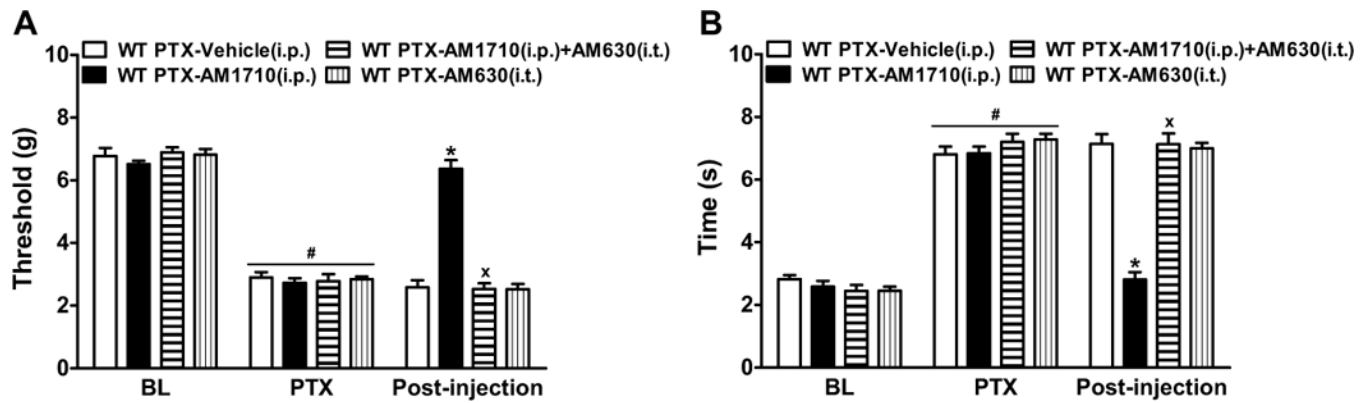 A
WT PTX-Vehicle(i.p.) WT PTX-AM1710(i.p.)+AM630(i.t.)
WT PTX-AM1710(i.p.) WT PTX-AM630(i.t.)
Threshold (g)
10
8
6
4
2
0
#
*
x
BL PTX Post-injection
B
WT PTX-Vehicle(i.p.) WT PTX-AM1710(i.p.)+AM630(i.t.)
WT PTX-AM1710(i.p.) WT PTX-AM630(i.t.)
Time (s)
10
8
6
4
2
0
#
x
*
BL PTX Post-injection